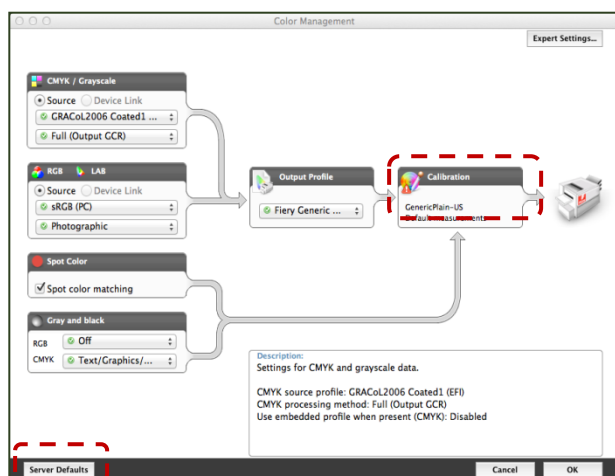 Color Management
Expert Settings...
CMYK / Grayscale
Source Device Link
GRACoL2006 Coated1 ...
Full (Output GCR)
RGB LAB
Source Device Link
sRGB (PC)
Photographic
Output Profile
Fiery Generic ...
Calibration
GenericPlain-US
Default measurements
Spot Color
Spot color matching
Gray and black
RGB Off
CMYK Text/Graphics/...
Description:
Settings for CMYK and grayscale data.
CMYK source profile: GRACoL2006 Coated1 (EFI)
CMYK processing method: Full (Output GCR)
Use embedded profile when present (CMYK): Disabled
Server Defaults
Cancel
OK